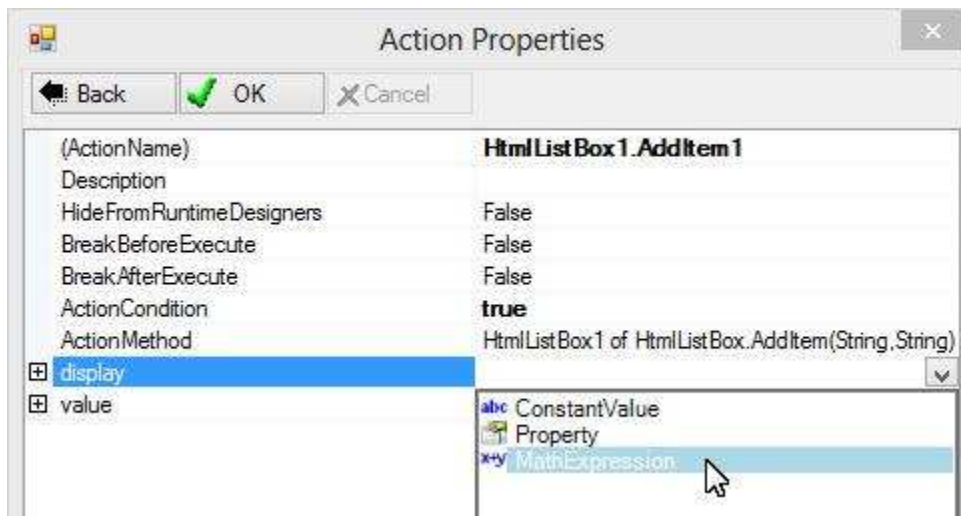 Action Properties
Back OK Cancel
(ActionName) HtmlListBox1.AddItem1
Description
HideFromRuntimeDesigners False
BreakBeforeExecute False
BreakAfterExecute False
ActionCondition true
ActionMethod HtmlListBox1 of HtmlListBox.AddItem(String,String)
display
value
abc ConstantValue
Property
x+y MathExpression